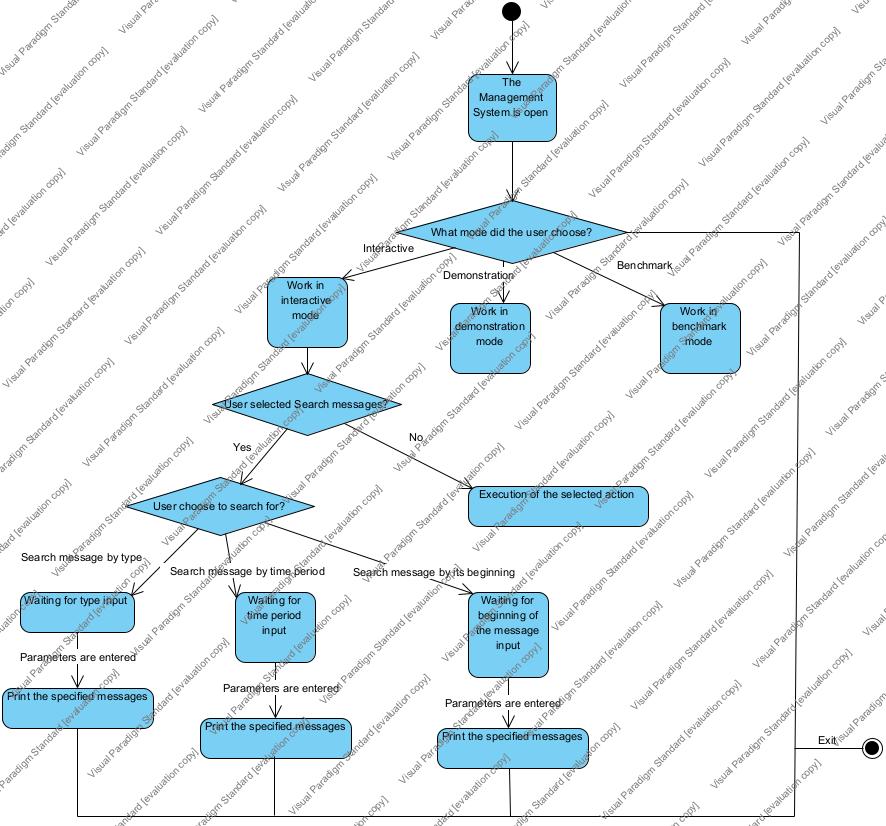 The
Management
System is open
What mode did the user choose?
Interactive
Demonstration
Benchmark
Work in
interactive
mode
Work in
demonstration
mode
Work in
benchmark
mode
User selected Search messages?
Yes
No
Execution of the selected action
User choose to search for?
Search message by type
Search message by time period
Search message by its beginning
Waiting for type input
Waiting for
time period
input
Waiting for
beginning of
the message
input
Parameters are entered
Parameters are entered
Parameters are entered
Print the specified messages
Print the specified messages
Print the specified messages
Exit
Visual Paradigm Standard [evaluation copy]